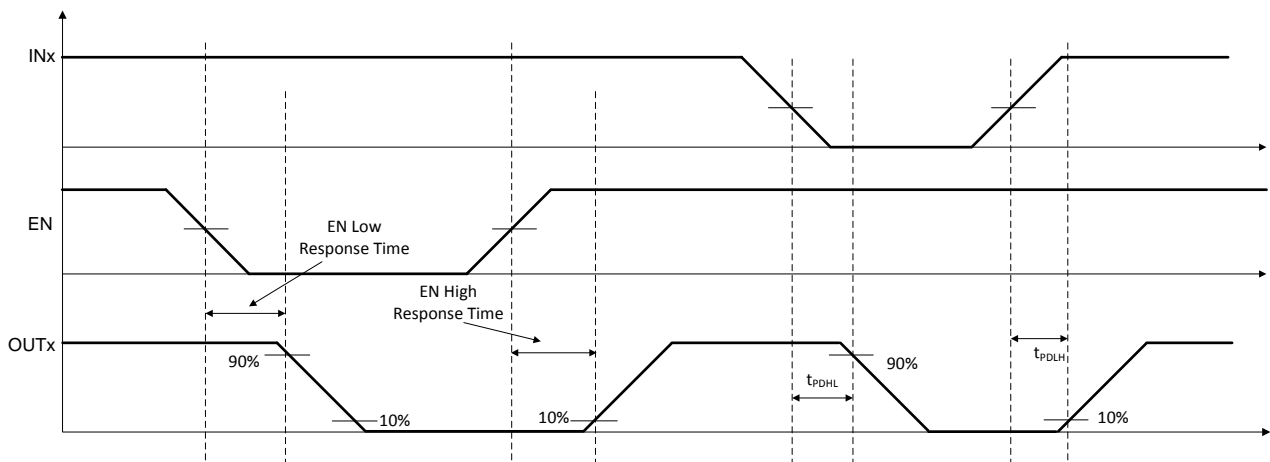 INx
EN
EN Low
Response Time
EN High
Response Time
OUTx
90%
10%
10%
tPDHL
90%
tPDLH
10%